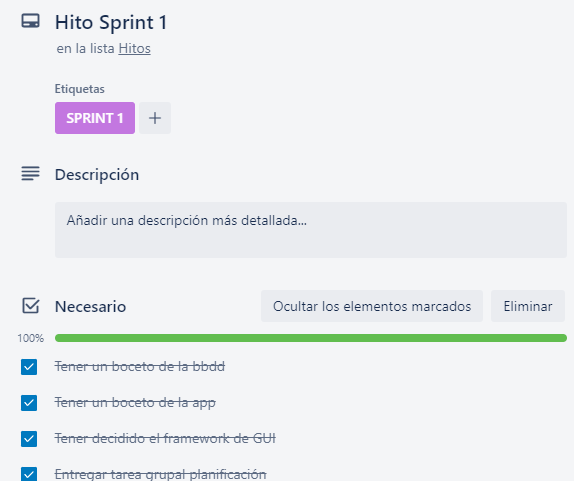 Hito Sprint 1
en la lista Hitos
Etiquetas
SPRINT 1 +
Descripción
Añadir una descripción más detallada...
Necesario Ocultar los elementos marcados Eliminar
100%
Tener un boceto de la bbdd
Tener un boceto de la app
Tener decidido el framework de GUI
Entregar tarea grupal planificación